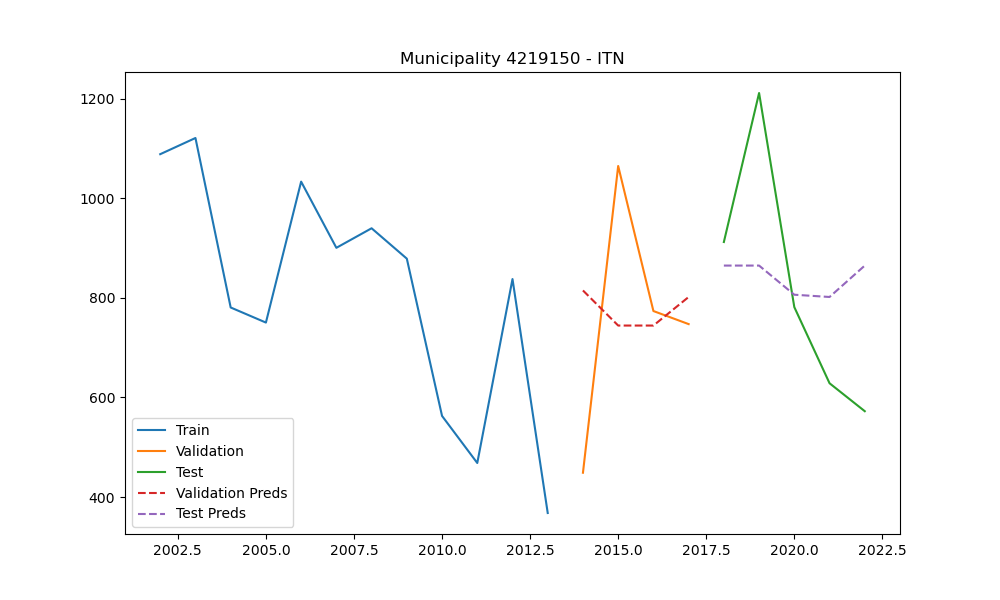 Municipality 4219150 - ITN
1200
1000
800
600
400
Train
Validation
Test
Validation Preds
Test Preds
2002.5 2005.0 2007.5 2010.0 2012.5 2015.0 2017.5 2020.0 2022.5